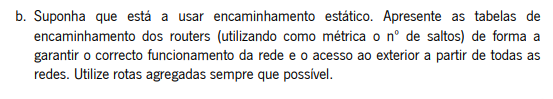 b. Suponha que está a usar encaminhamento estático. Apresente as tabelas de
encaminhamento dos routers (utilizando como métrica o nº de saltos) de forma a
garantir o correcto funcionamento da rede e o acesso ao exterior a partir de todas as
redes. Utilize rotas agregadas sempre que possível.